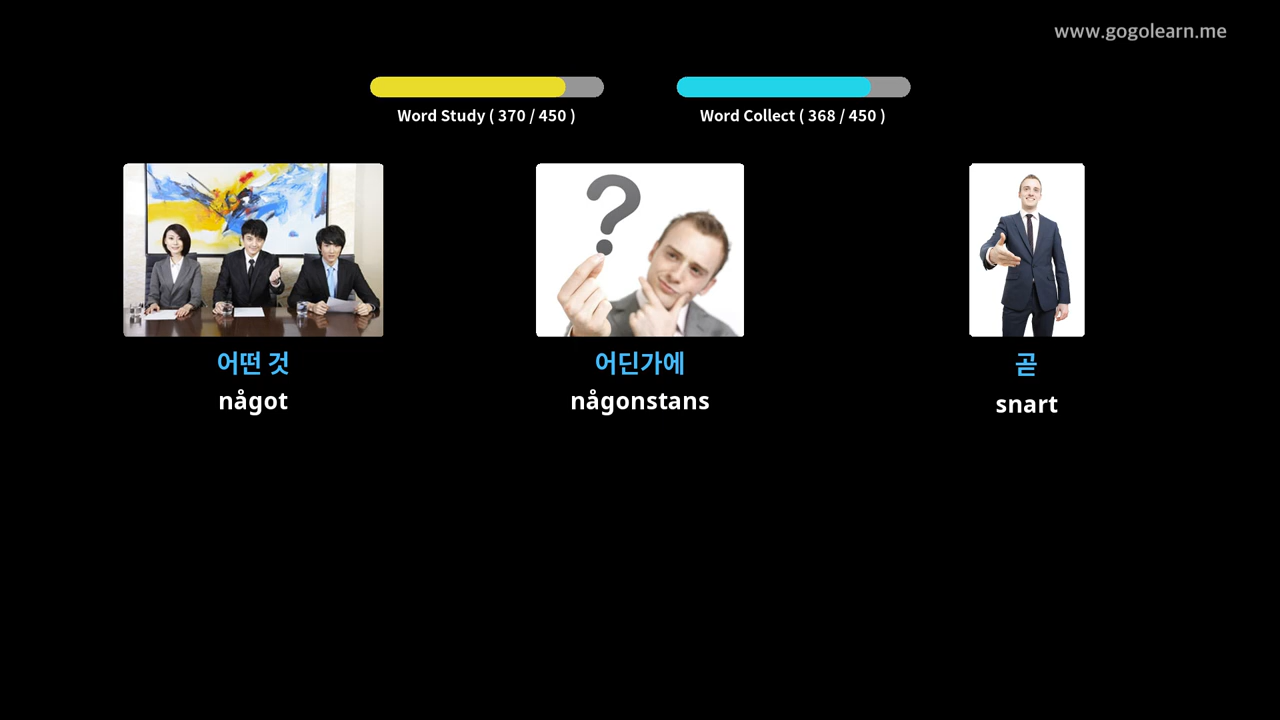 www.gogolearn.me
Word Study ( 370 / 450 )
Word Collect ( 368 / 450 )
어떤 것
어딘가에
곧
något
någonstans
snart